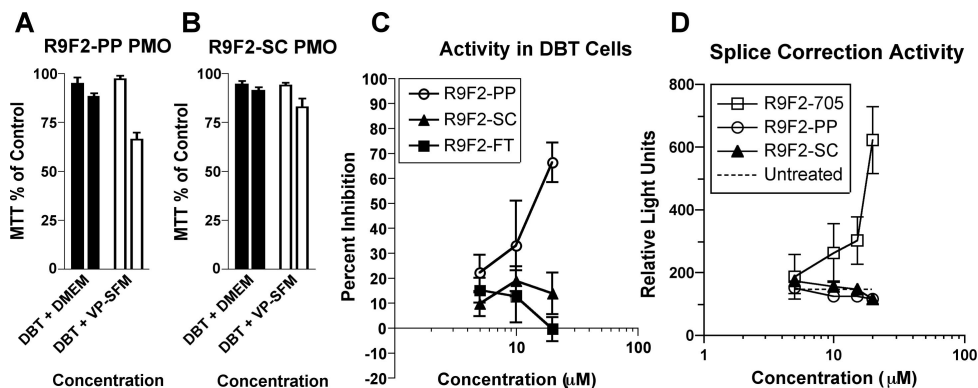 A
R9F2-PP PMO
MTT % of Control
100
75
50
25
0
DBT + DMEM
DBT + VP-SFM
Concentration
B
R9F2-SC PMO
MTT % of Control
100
75
50
25
0
DBT + DMEM
DBT + VP-SFM
Concentration
C
Activity in DBT Cells
Percent Inhibition
100
90
80
70
60
50
40
30
20
10
0
-10
-20
R9F2-PP
R9F2-SC
R9F2-FT
10
100
Concentration (µM)
D
Splice Correction Activity
Relative Light Units
800
600
400
200
0
R9F2-705
R9F2-PP
R9F2-SC
Untreated
1
10
100
Concentration (µM)